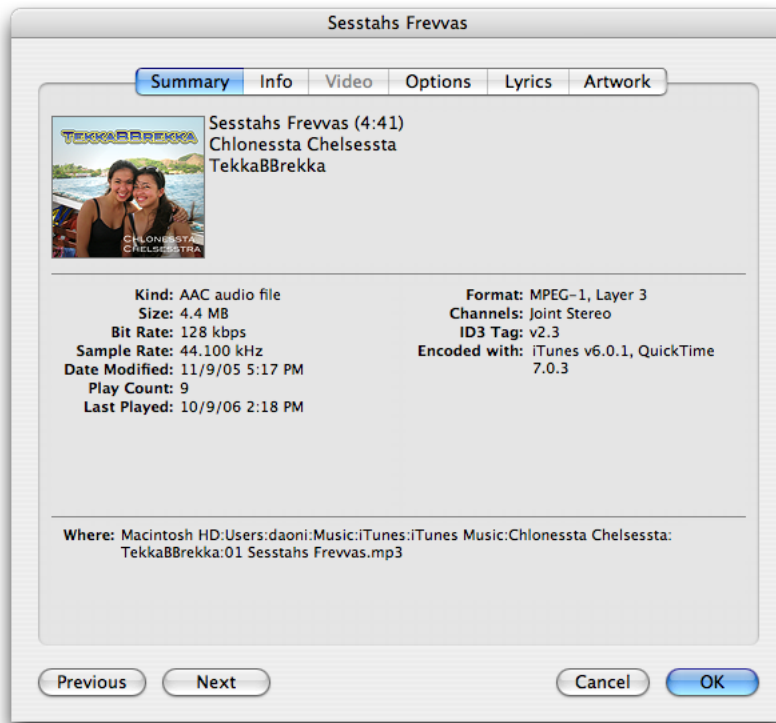 Sesstahs Frevvas
Summary Info Video Options Lyrics Artwork
TEKKABBREKKA
CHLONESSTA
CHELSESSTRA
Sesstahs Frevvas (4:41)
Chlonessta Chelsessta
TekkaBBrekka
Kind: AAC audio file
Size: 4.4 MB
Bit Rate: 128 kbps
Sample Rate: 44.100 kHz
Date Modified: 11/9/05 5:17 PM
Play Count: 9
Last Played: 10/9/06 2:18 PM
Format: MPEG-1, Layer 3
Channels: Joint Stereo
ID3 Tag: v2.3
Encoded with: iTunes v6.0.1, QuickTime
7.0.3
Where: Macintosh HD:Users:daoni:Music:iTunes:iTunes Music:Chlonessta Chelsessta:
TekkaBBrekka:01 Sesstahs Frevvas.mp3
Previous Next Cancel OK